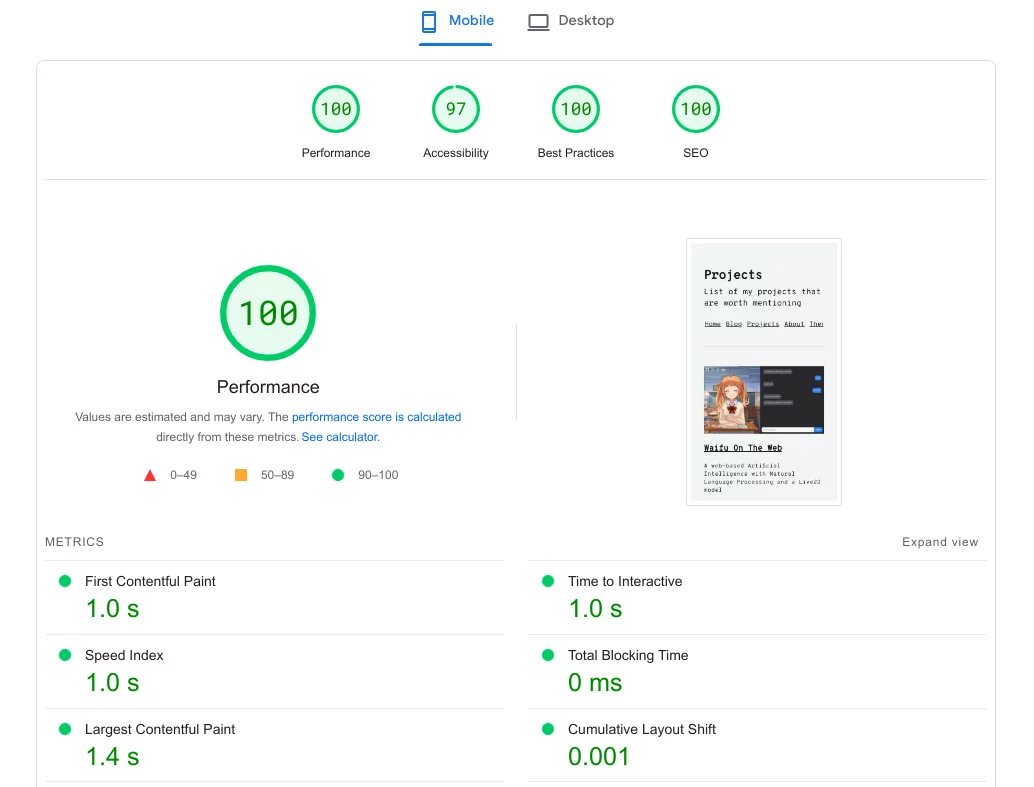 Mobile Desktop
100 97 100 100
Performance Accessibility Best Practices SEO
100
Performance
Values are estimated and may vary. The performance score is calculated
directly from these metrics. See calculator.
0–49 50–89 90–100
Projects
List of my projects that
are worth mentioning
Home Blog Projects About
Waifu On The Web
A web-based Artificial
Intelligence with Natural
Language Processing and a Live2D
model
METRICS Expand view
First Contentful Paint
1.0 s
Time to Interactive
1.0 s
Speed Index
1.0 s
Total Blocking Time
0 ms
Largest Contentful Paint
1.4 s
Cumulative Layout Shift
0.001